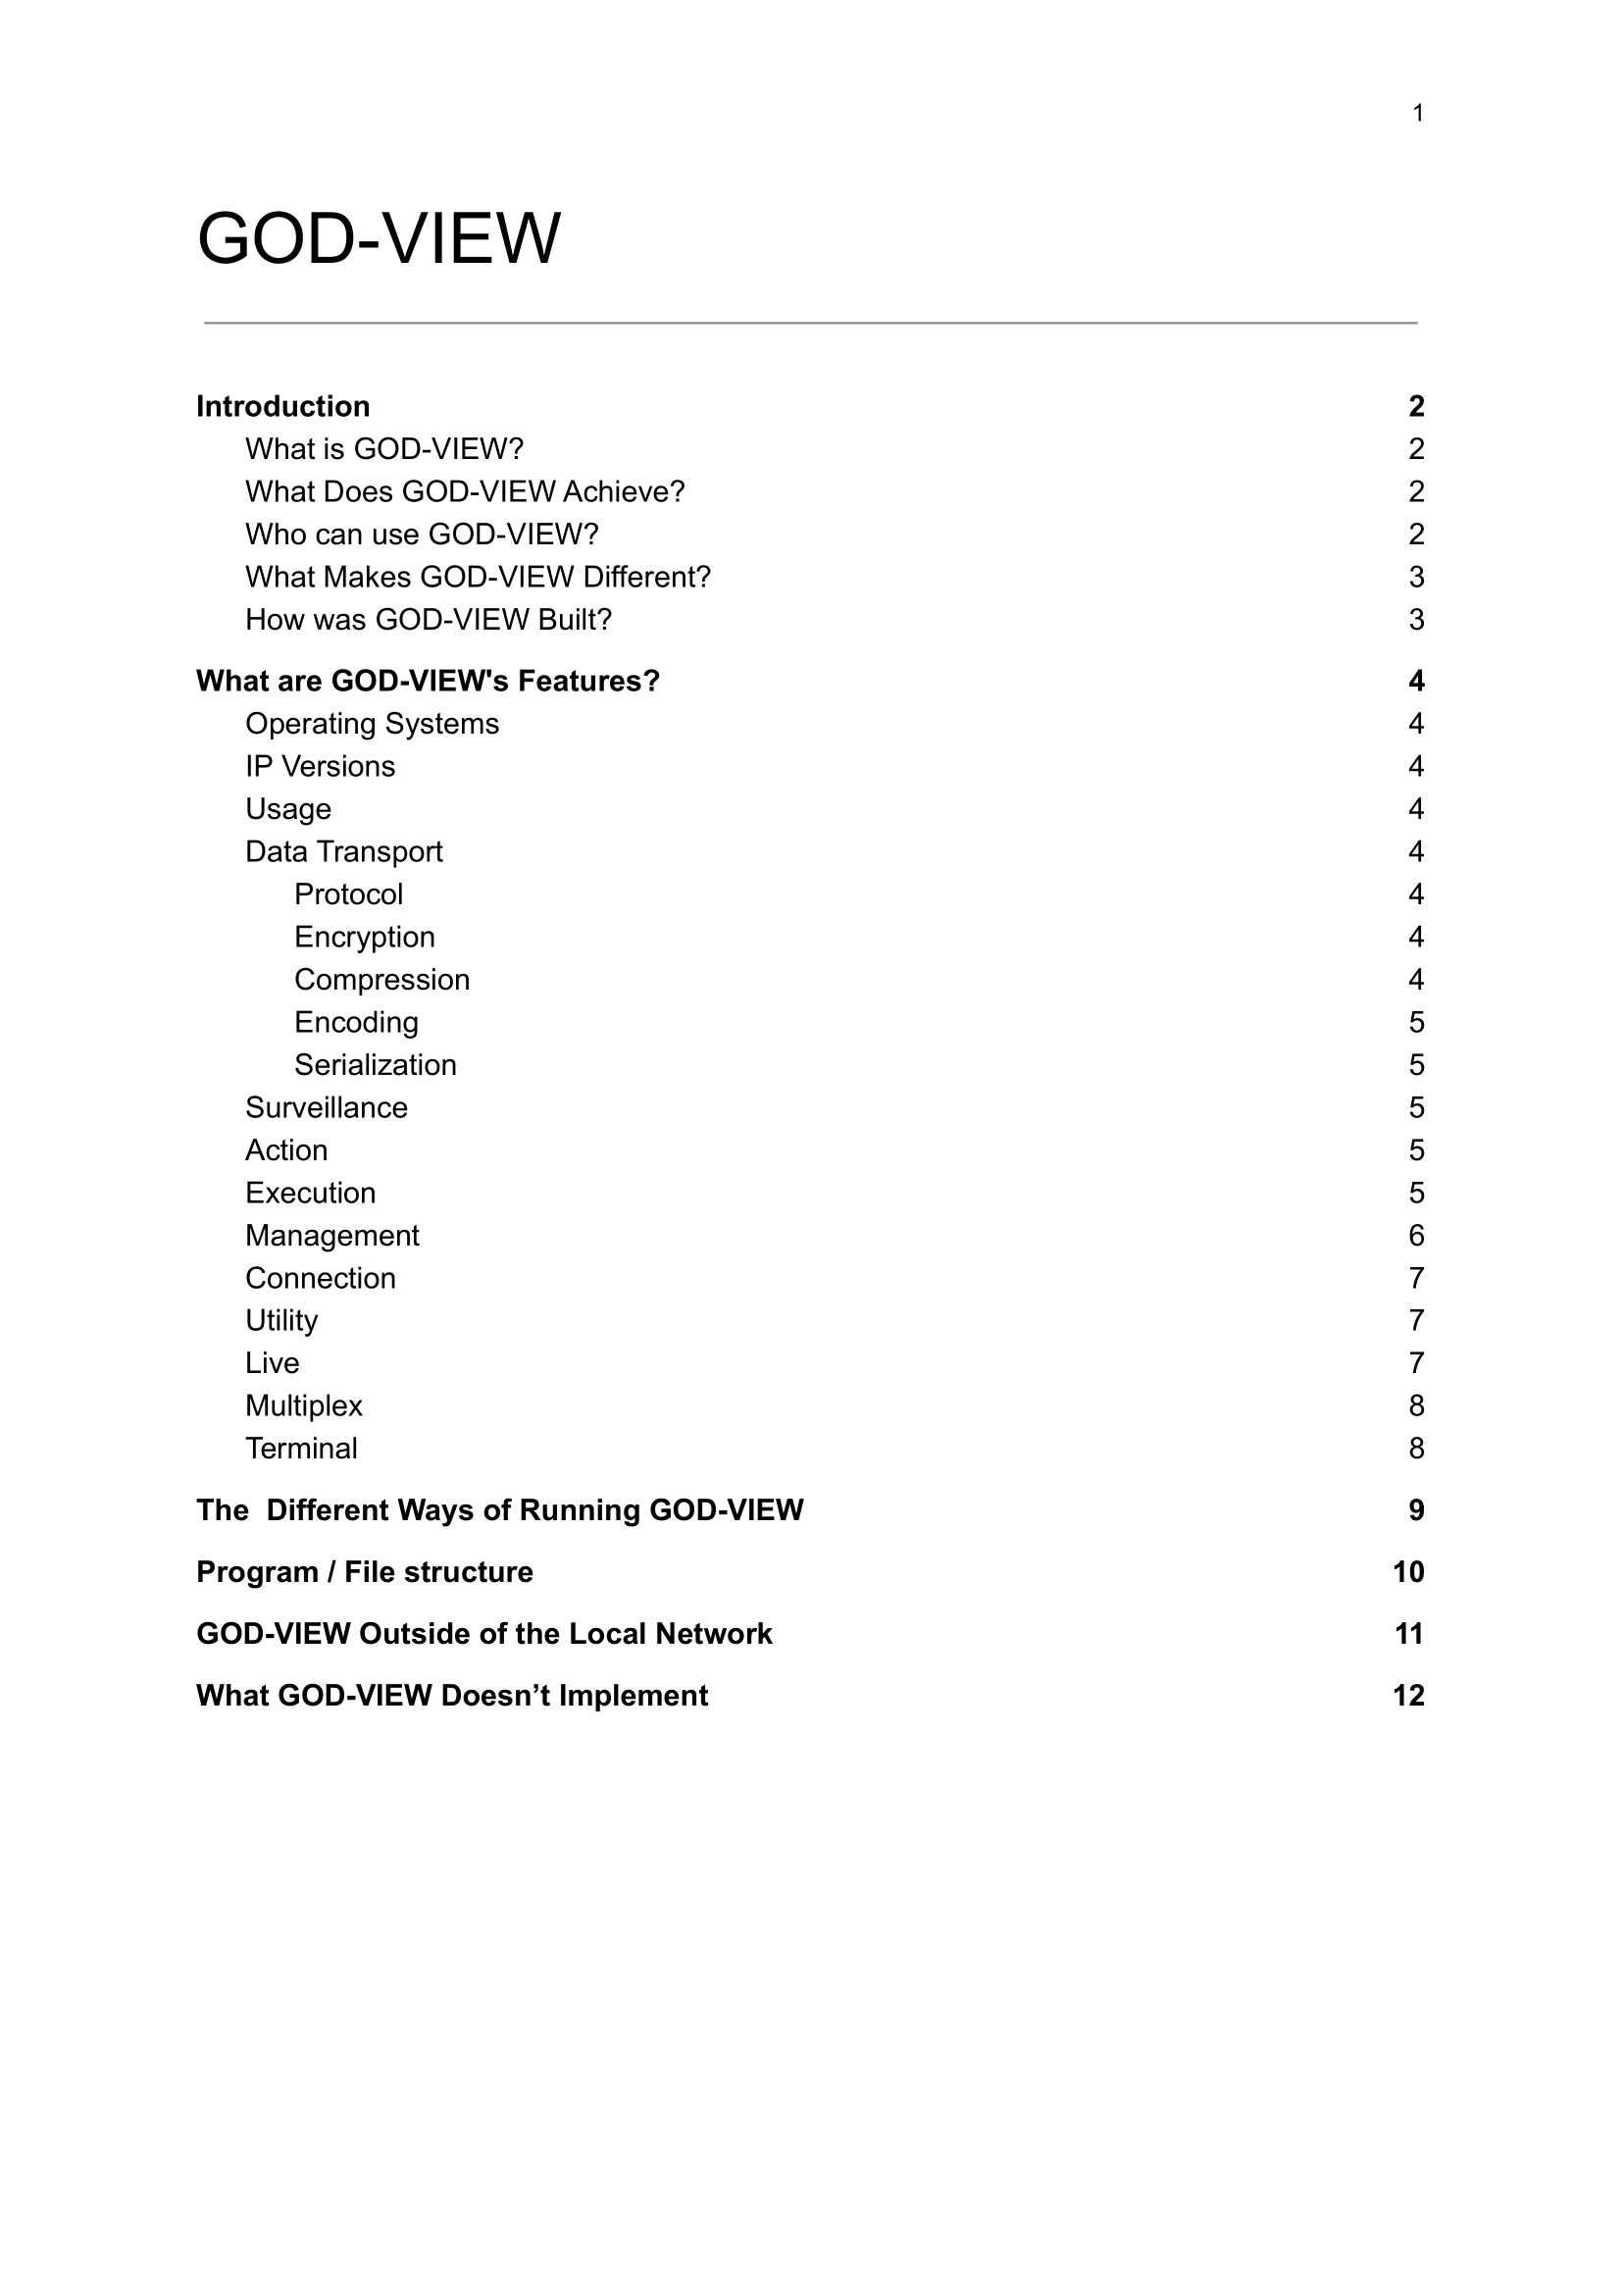 1
GOD-VIEW
Introduction 2
What is GOD-VIEW? 2
What Does GOD-VIEW Achieve? 2
Who can use GOD-VIEW? 2
What Makes GOD-VIEW Different? 3
How was GOD-VIEW Built? 3
What are GOD-VIEW's Features? 4
Operating Systems 4
IP Versions 4
Usage 4
Data Transport 4
Protocol 4
Encryption 4
Compression 4
Encoding 5
Serialization 5
Surveillance 5
Action 5
Execution 5
Management 6
Connection 7
Utility 7
Live 7
Multiplex 8
Terminal 8
The  Different Ways of Running GOD-VIEW 9
Program / File structure 10
GOD-VIEW Outside of the Local Network 11
What GOD-VIEW Doesn’t Implement 12